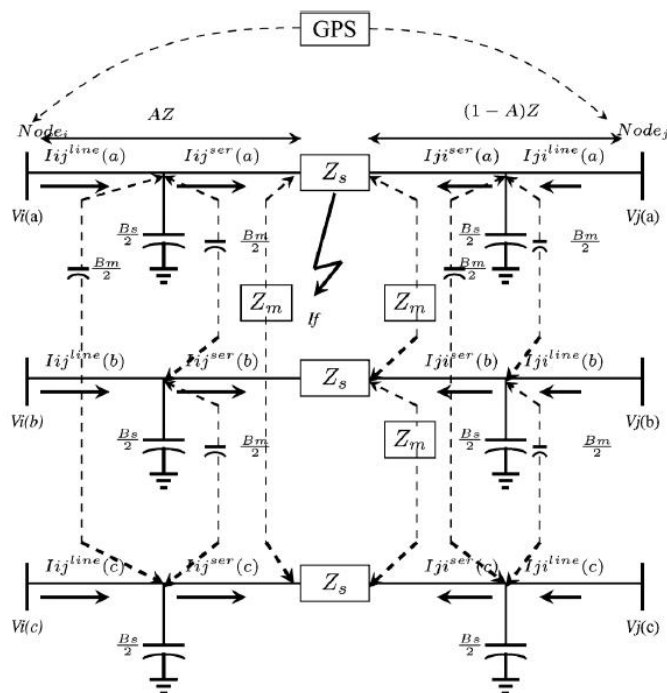 GPS
AZ
(1 − A)Z
Node_i
Node_j
Iij^{line}(a) Iij^{ser}(a) Z_s Iji^{ser}(a) Iji^{line}(a)
Vi(a) Vj(a)
Bs/2 Bm/2 Bs/2 Bm/2
Bm/2 Bm/2
Z_m Z_m
If
Iij^{line}(b) Iij^{ser}(b) Z_s Iji^{ser}(b) Iji^{line}(b)
Vi(b) Vj(b)
Bs/2 Bm/2 Z_m Bs/2 Bm/2
Iij^{line}(c) Iij^{ser}(c) Z_s Iji^{ser}(c) Iji^{line}(c)
Vi(c) Vj(c)
Bs/2 Bs/2